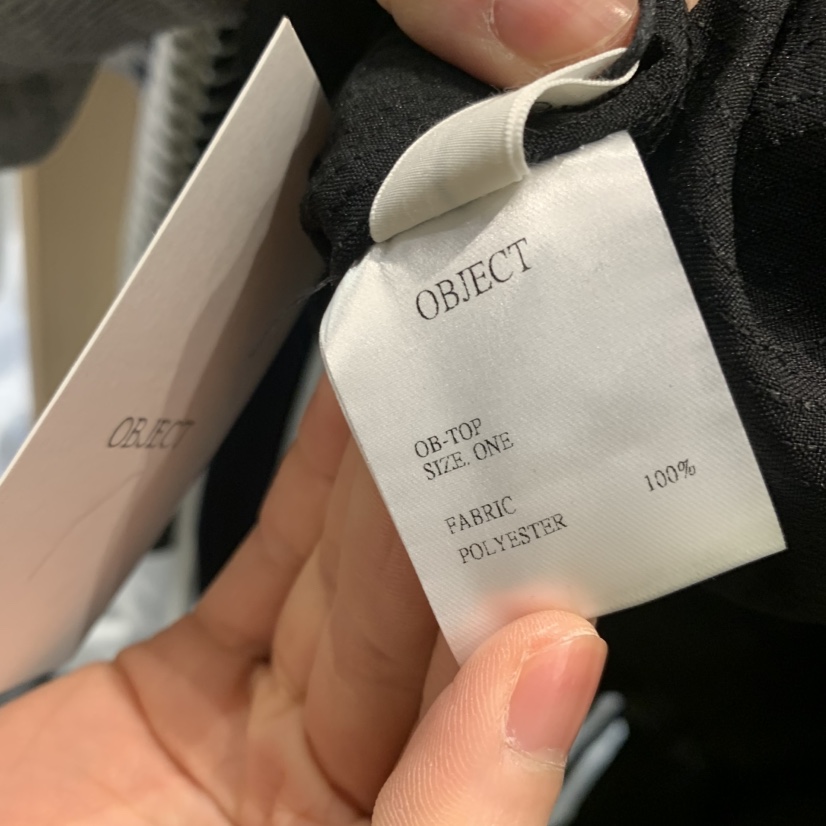 OBJECT
OBJECT
OB-TOP
SIZE. ONE
FABRIC 100%
POLYESTER